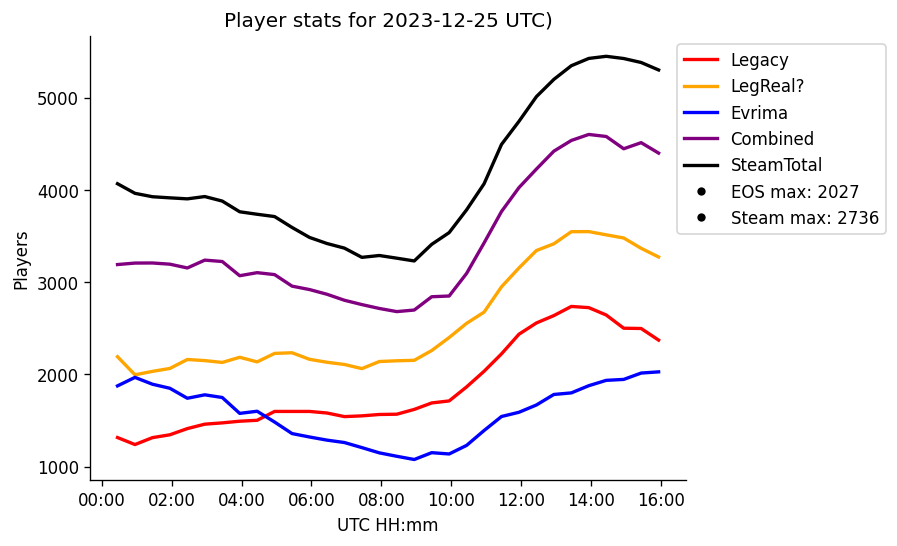 Player stats for 2023-12-25 UTC)
Legacy
LegReal?
Evrima
Combined
SteamTotal
EOS max: 2027
Steam max: 2736
Players
5000
4000
3000
2000
1000
00:00 02:00 04:00 06:00 08:00 10:00 12:00 14:00 16:00
UTC HH:mm